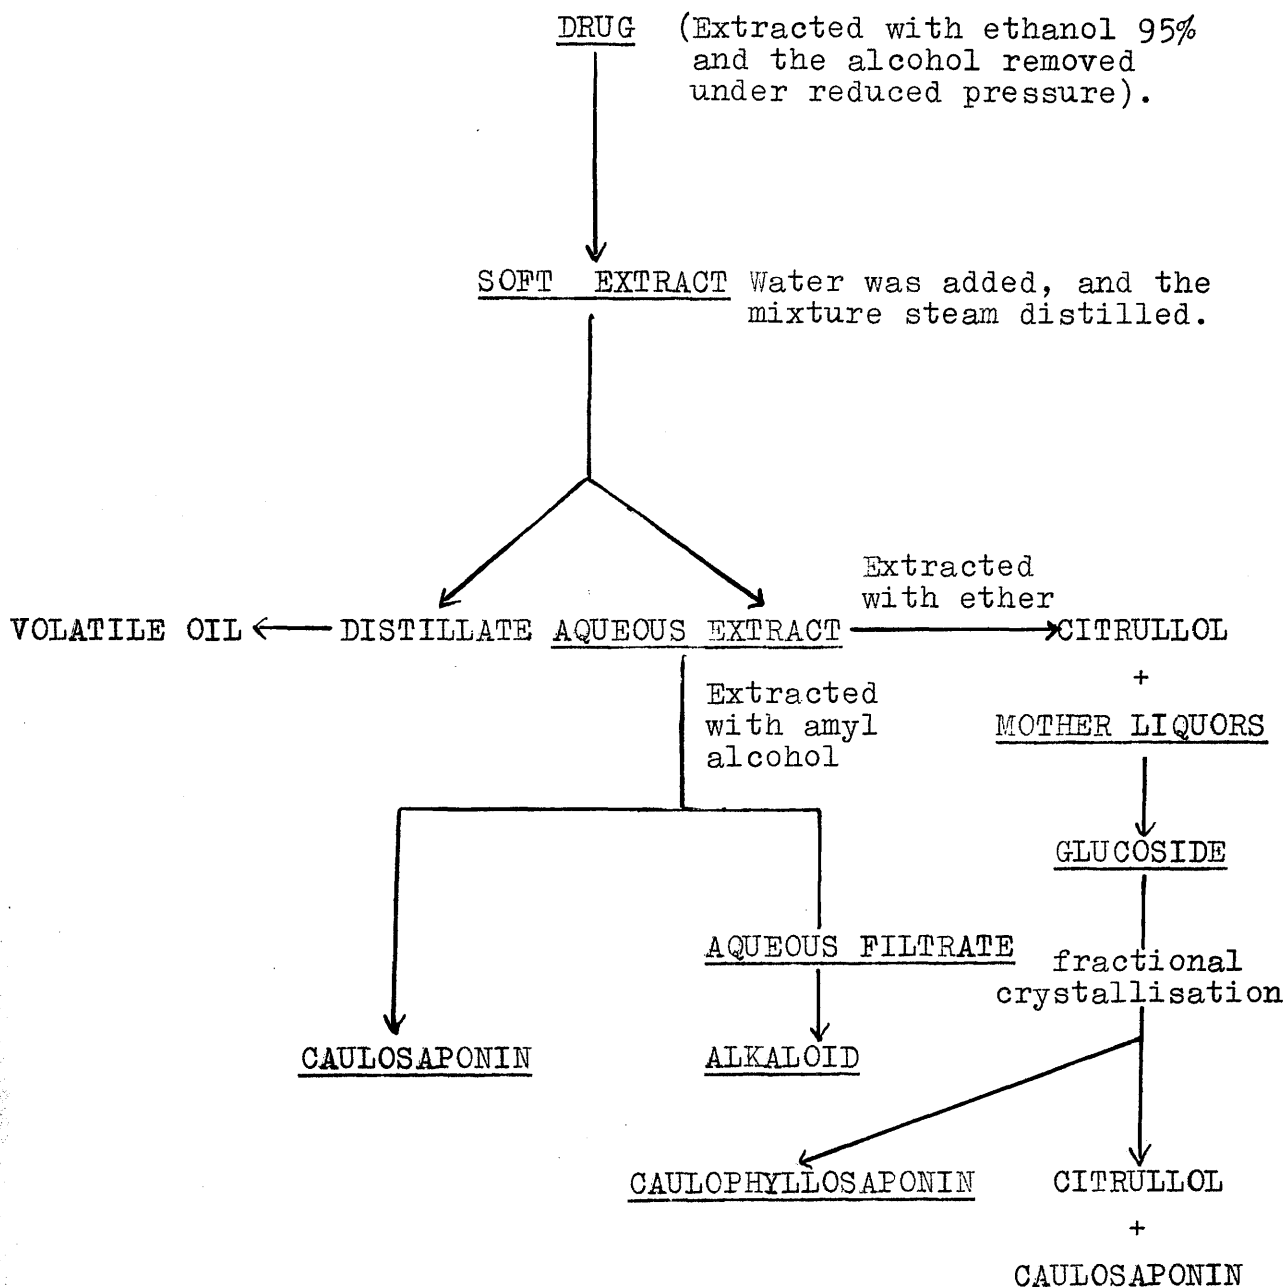 DRUG (Extracted with ethanol 95%
and the alcohol removed
under reduced pressure).
SOFT EXTRACT Water was added, and the
mixture steam distilled.
Extracted
with ether
VOLATILE OIL DISTILLATE AQUEOUS EXTRACT CITRULLOL
+
Extracted
with amyl
alcohol
MOTHER LIQUORS
GLUCOSIDE
AQUEOUS FILTRATE
fractional
crystallisation
CAULOSAPONIN ALKALOID
CAULOPHYLLOSAPONIN CITRULLOL
+
CAULOSAPONIN